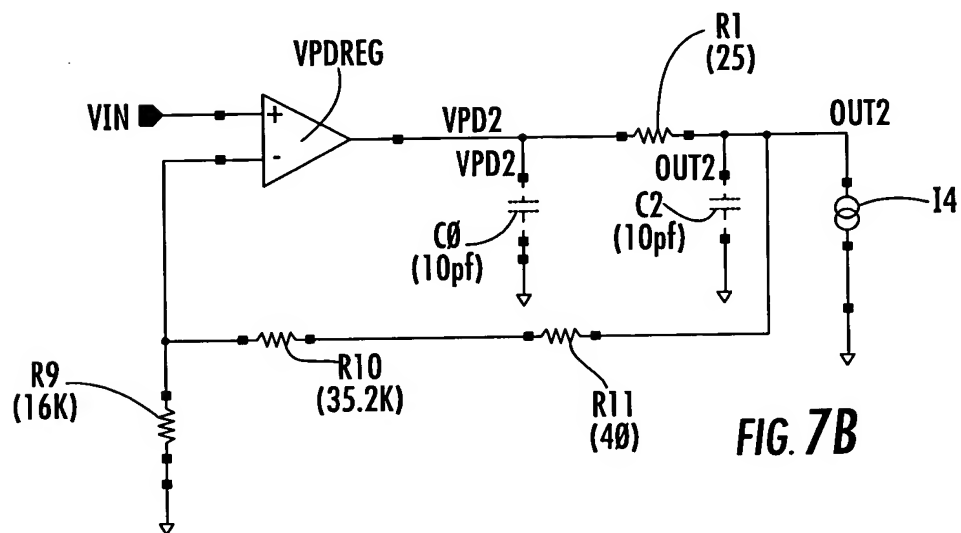 VPDREG
R1
(25)
VIN
+
-
VPD2
OUT2
VPD2
OUT2
I4
CØ
(10pf)
C2
(10pf)
R9
(16K)
R10
(35.2K)
R11
(4Ø)
FIG. 7B